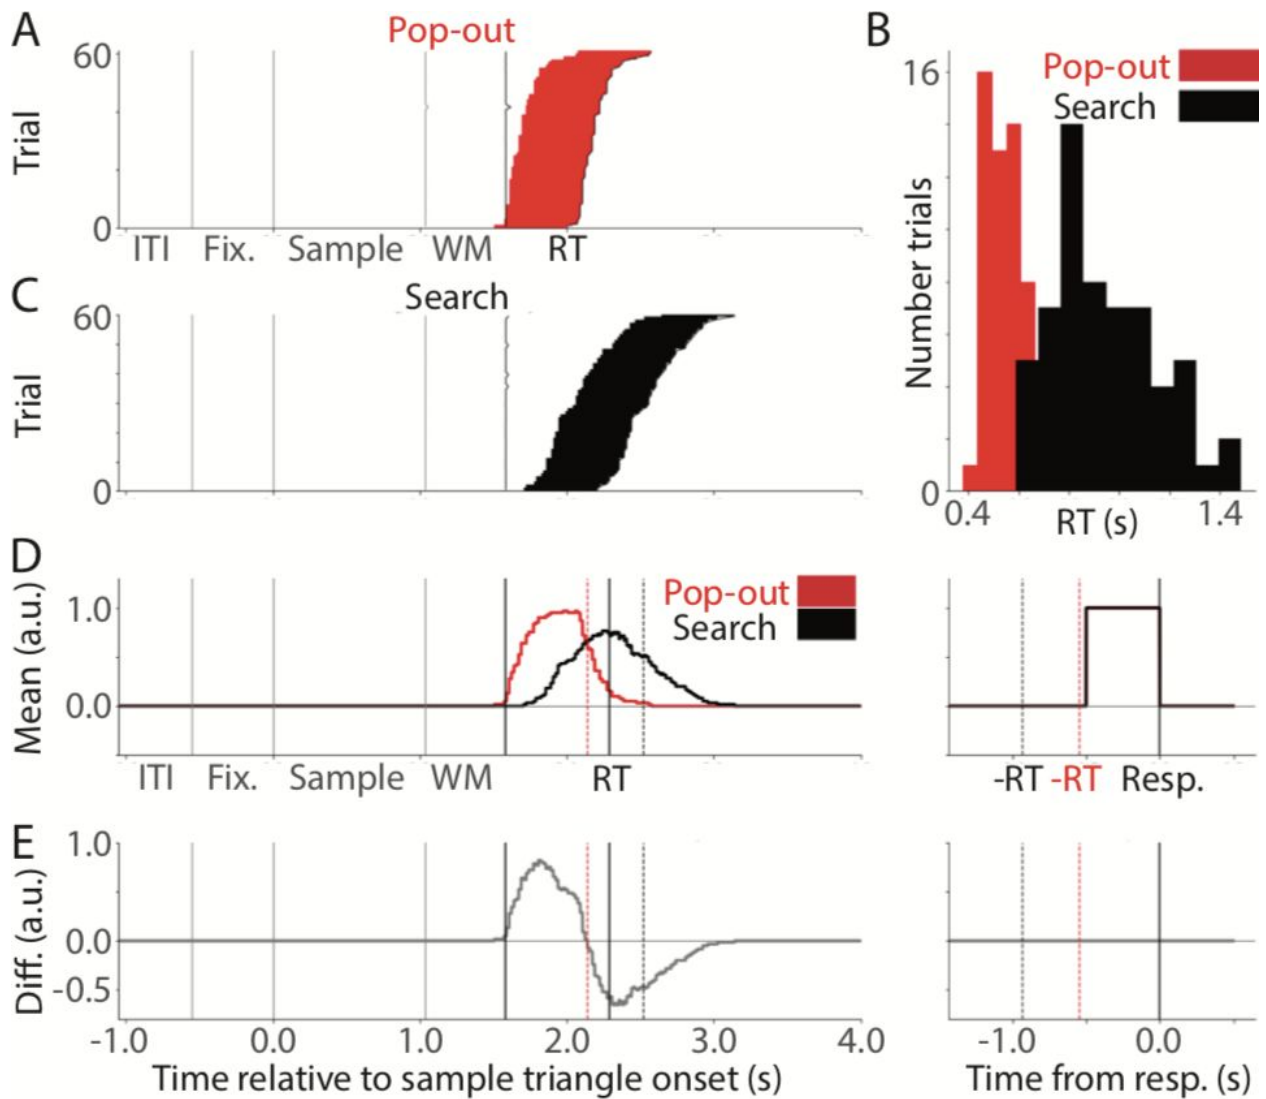 A
Pop-out
60
Trial
0
ITI Fix. Sample WM RT
B
16
Pop-out
Search
Number trials
0
0.4 RT (s) 1.4
C
Search
60
Trial
0
D
1.0
Mean (a.u.)
0.0
Pop-out
Search
ITI Fix. Sample WM RT
-RT -RT Resp.
E
1.0
Diff. (a.u.)
0.0
-0.5
-1.0 0.0 1.0 2.0 3.0 4.0
Time relative to sample triangle onset (s)
-1.0 0.0
Time from resp. (s)